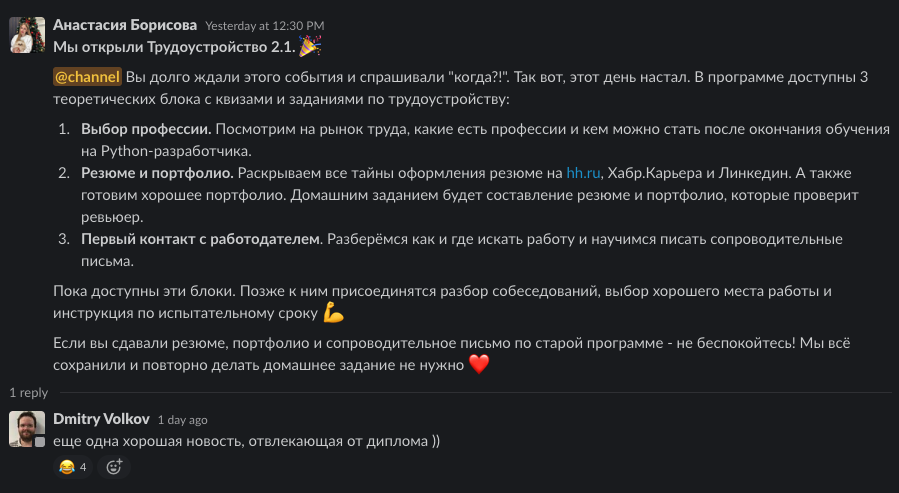 Анастасия Борисова Yesterday at 12:30 PM
Мы открыли Трудоустройство 2.1.
@channel Вы долго ждали этого события и спрашивали "когда?!". Так вот, этот день настал. В программе доступны 3
теоретических блока с квизами и заданиями по трудоустройству:
1. Выбор профессии. Посмотрим на рынок труда, какие есть профессии и кем можно стать после окончания обучения
на Python-разработчика.
2. Резюме и портфолио. Раскрываем все тайны оформления резюме на hh.ru, Хабр.Карьера и Линкедин. А также
готовим хорошее портфолио. Домашним заданием будет составление резюме и портфолио, которые проверит
ревьюер.
3. Первый контакт с работодателем. Разберёмся как и где искать работу и научимся писать сопроводительные
письма.
Пока доступны эти блоки. Позже к ним присоединятся разбор собеседований, выбор хорошего места работы и
инструкция по испытательному сроку
Если вы сдавали резюме, портфолио и сопроводительное письмо по старой программе - не беспокойтесь! Мы всё
сохранили и повторно делать домашнее задание не нужно
1 reply
Dmitry Volkov 1 day ago
еще одна хорошая новость, отвлекающая от диплома ))
4